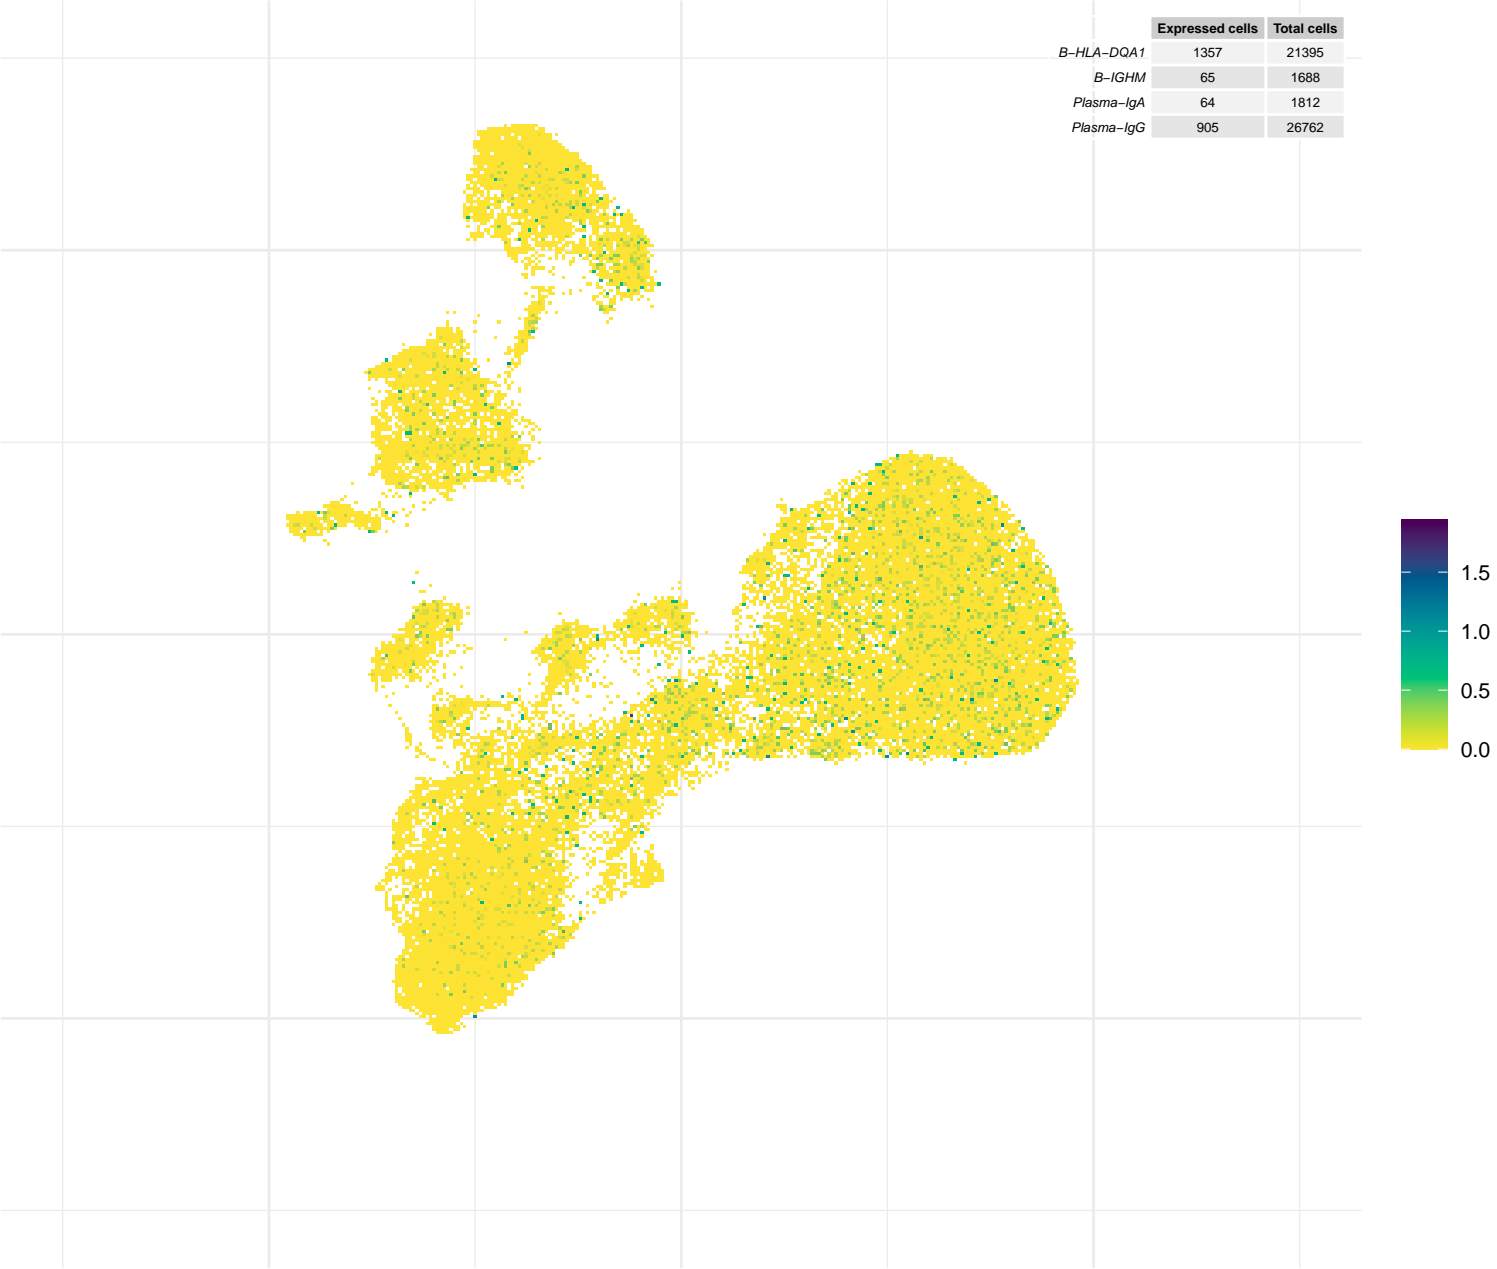 Expressed cells Total cells
B−HLA−DQA1 1357 21395
B−IGHM 65 1688
Plasma−IgA 64 1812
Plasma−IgG 905 26762
1.5
1.0
0.5
0.0